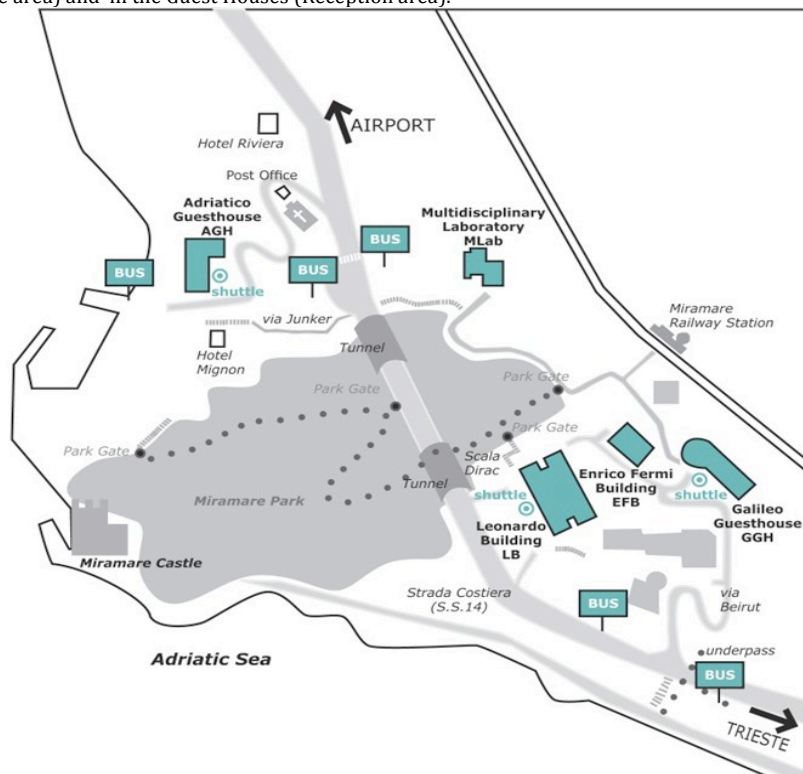 e area) and in the Guest Houses (Reception area).
AIRPORT
Hotel Riviera
Post Office
Adriatico
Guesthouse
AGH
BUS
BUS
BUS
shuttle
Multidisciplinary
Laboratory
MLab
via Junker
Hotel
Mignon
Tunnel
Miramare
Railway Station
Park Gate
Park Gate
Park Gate
Park Gate
Scala
Dirac
Tunnel
Miramare Park
Miramare Castle
shuttle
Leonardo
Building
LB
Enrico Fermi
Building
EFB
shuttle
Galileo
Guesthouse
GGH
Strada Costiera
(S.S.14)
BUS
via
Beirut
underpass
BUS
Adriatic Sea
TRIESTE